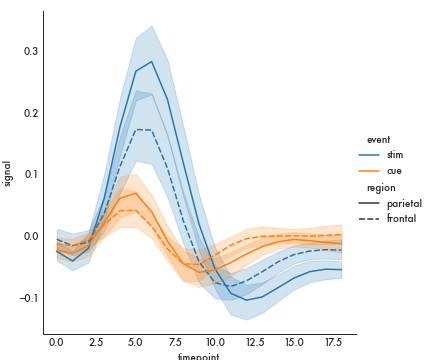 0.3
0.2
0.1
0.0
−0.1
signal
0.0 2.5 5.0 7.5 10.0 12.5 15.0 17.5
timepoint
event
stim
cue
region
parietal
frontal